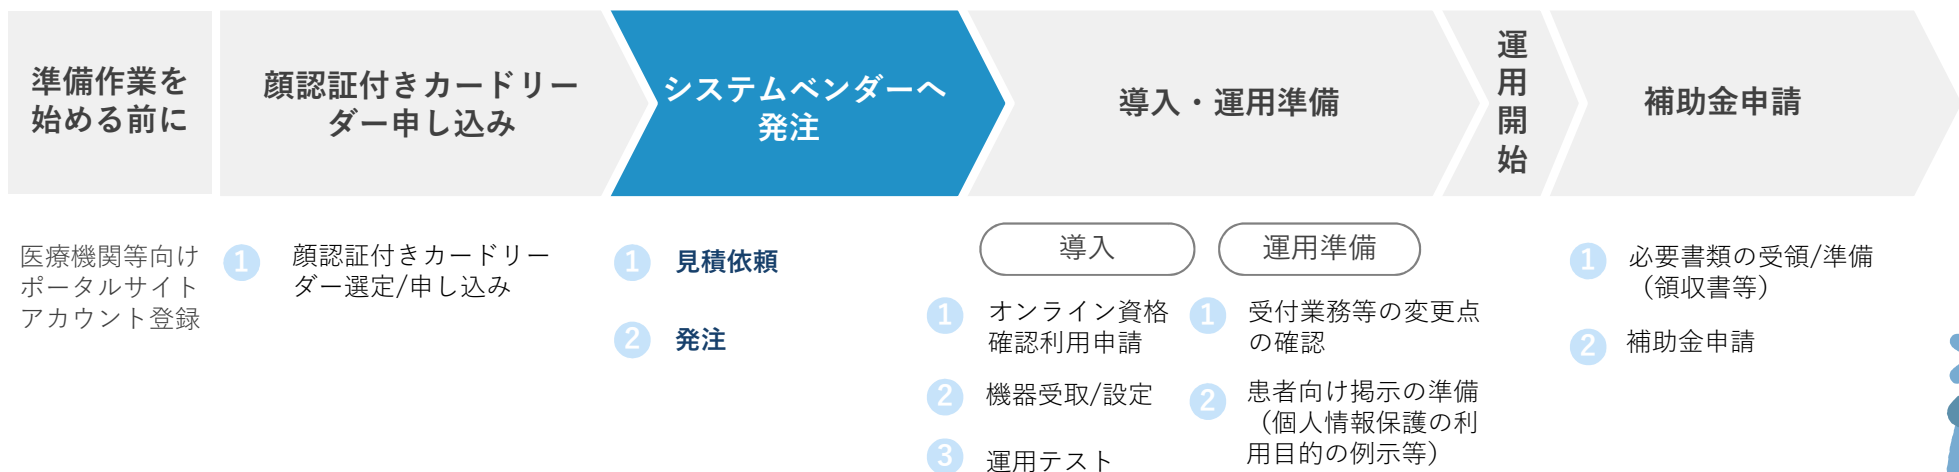 準備作業を
始める前に
顔認証付きカードリー
ダー申し込み
システムベンダーへ
発注
導入・運用準備
運用開始
補助金申請
医療機関等向け
ポータルサイト
アカウント登録
1 顔認証付きカードリー
ダー選定/申し込み
1 見積依頼
2 発注
導入
1 オンライン資格
確認利用申請
2 機器受取/設定
3 運用テスト
運用準備
1 受付業務等の変更点
の確認
2 患者向け掲示の準備
（個人情報保護の利
用目的の例示等）
1 必要書類の受領/準備
（領収書等）
2 補助金申請